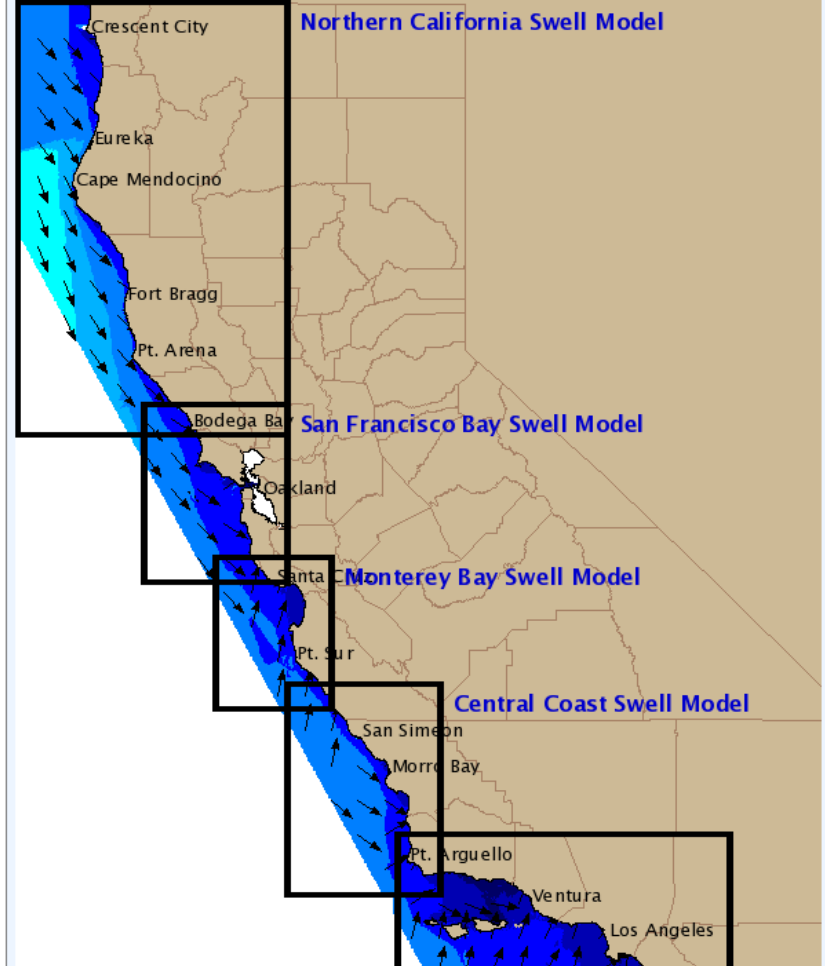 Northern California Swell Model
Crescent City
Eureka
Cape Mendocino
Fort Bragg
Pt. Arena
Bodega Bay
San Francisco Bay Swell Model
Oakland
Santa Cruz
Monterey Bay Swell Model
Pt. Sur
Central Coast Swell Model
San Simeon
Morro Bay
Pt. Arguello
Ventura
Los Angeles